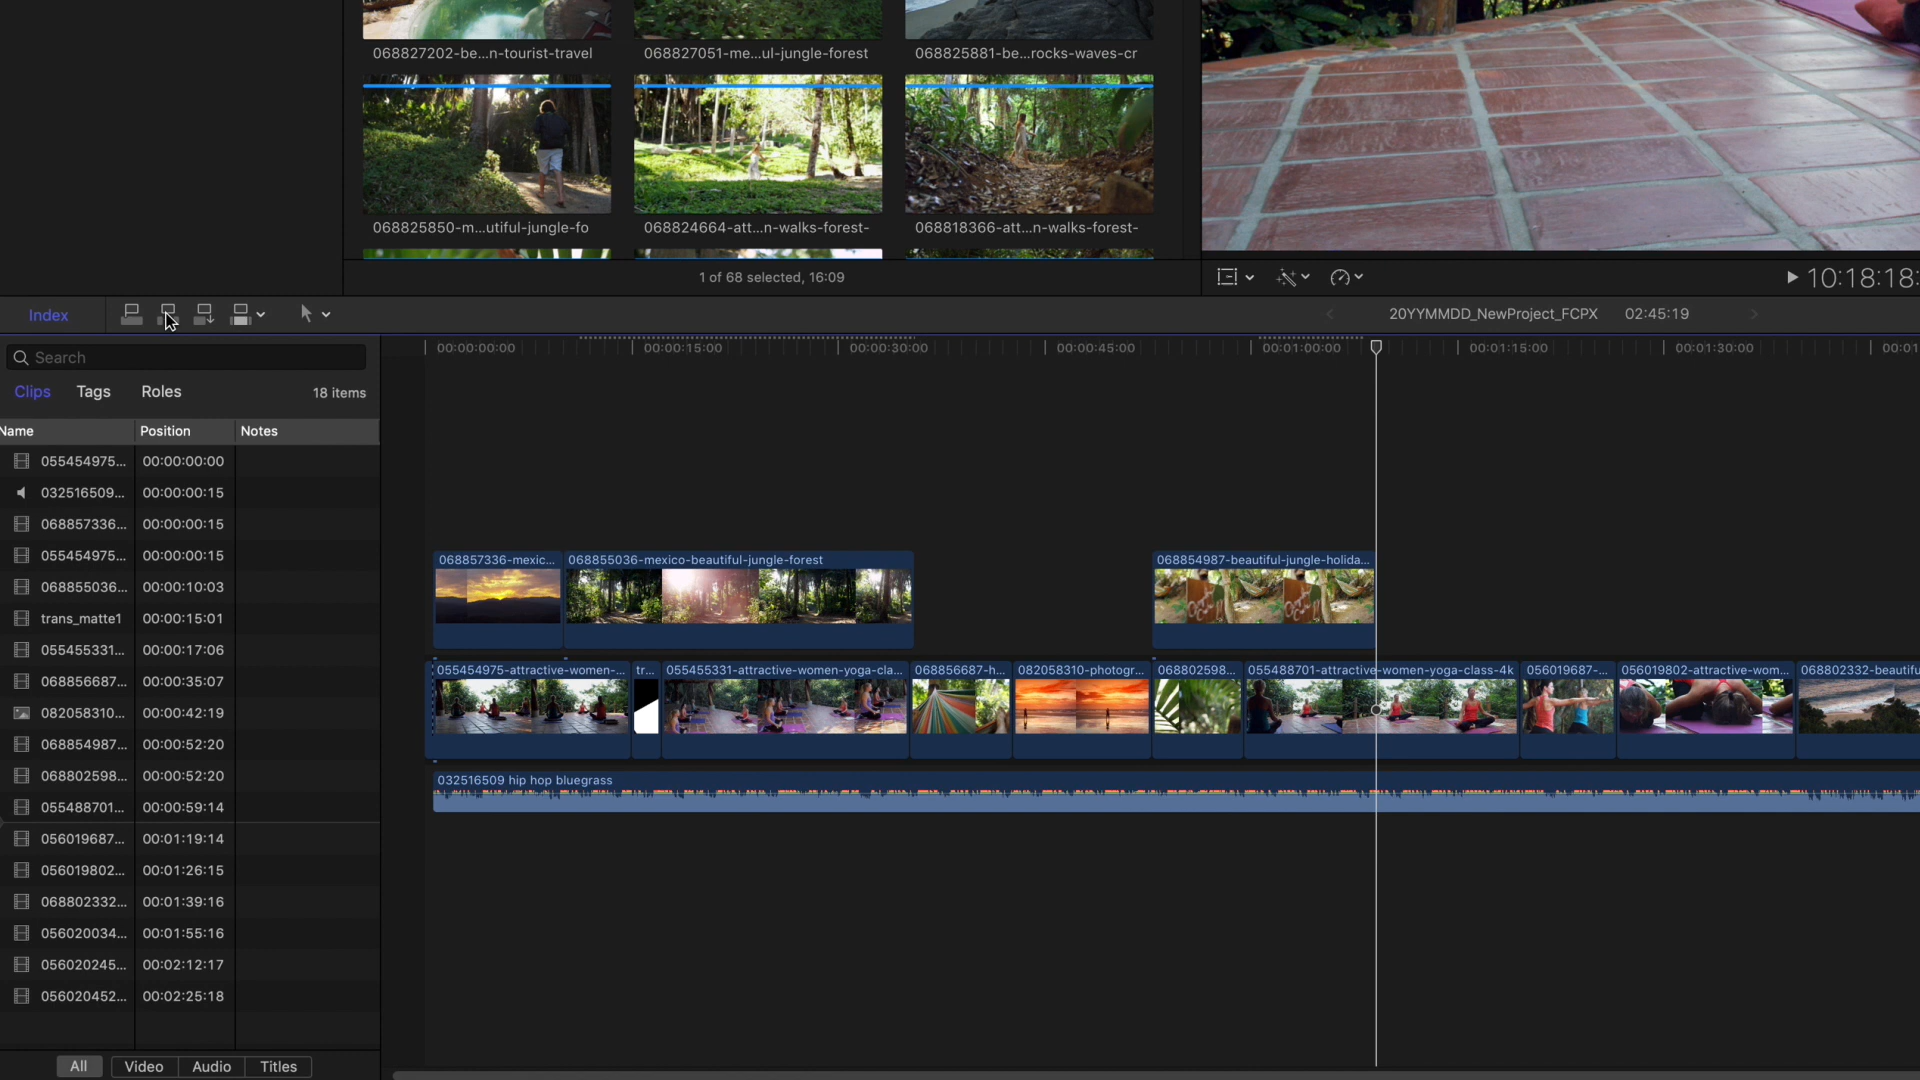 068827202-be...n-tourist-travel
068827051-me...ul-jungle-forest
068825881-be...rocks-waves-cr
068825850-m...utiful-jungle-fo
068824664-att...n-walks-forest-
068818366-att...n-walks-forest-
1 of 68 selected, 16:09
10:18:18:
Index
20YYMMDD_NewProject_FCPX
02:45:19
Search
00:00:00:00
00:00:15:00
00:00:30:00
00:00:45:00
00:01:00:00
00:01:15:00
00:01:30:00
00:01
Clips Tags Roles
18 items
Name Position Notes
055454975... 00:00:00:00
032516509... 00:00:00:15
068857336... 00:00:00:15
055454975... 00:00:00:15
068855036... 00:00:10:03
trans_matte1 00:00:15:01
055455331... 00:00:17:06
068856687... 00:00:35:07
082058310... 00:00:42:19
068854987... 00:00:52:20
068802598... 00:00:52:20
055488701... 00:00:59:14
056019687... 00:01:19:14
056019802... 00:01:26:15
068802332... 00:01:39:16
056020034... 00:01:55:16
056020245... 00:02:12:17
056020452... 00:02:25:18
068857336-mexic...
068855036-mexico-beautiful-jungle-forest
068854987-beautiful-jungle-holida...
055454975-attractive-women-...
tr...
055455331-attractive-women-yoga-cla...
068856687-h...
082058310-photogr...
068802598...
055488701-attractive-women-yoga-class-4k
056019687-...
056019802-attractive-wom...
068802332-beautifu
032516509 hip hop bluegrass
All Video Audio Titles